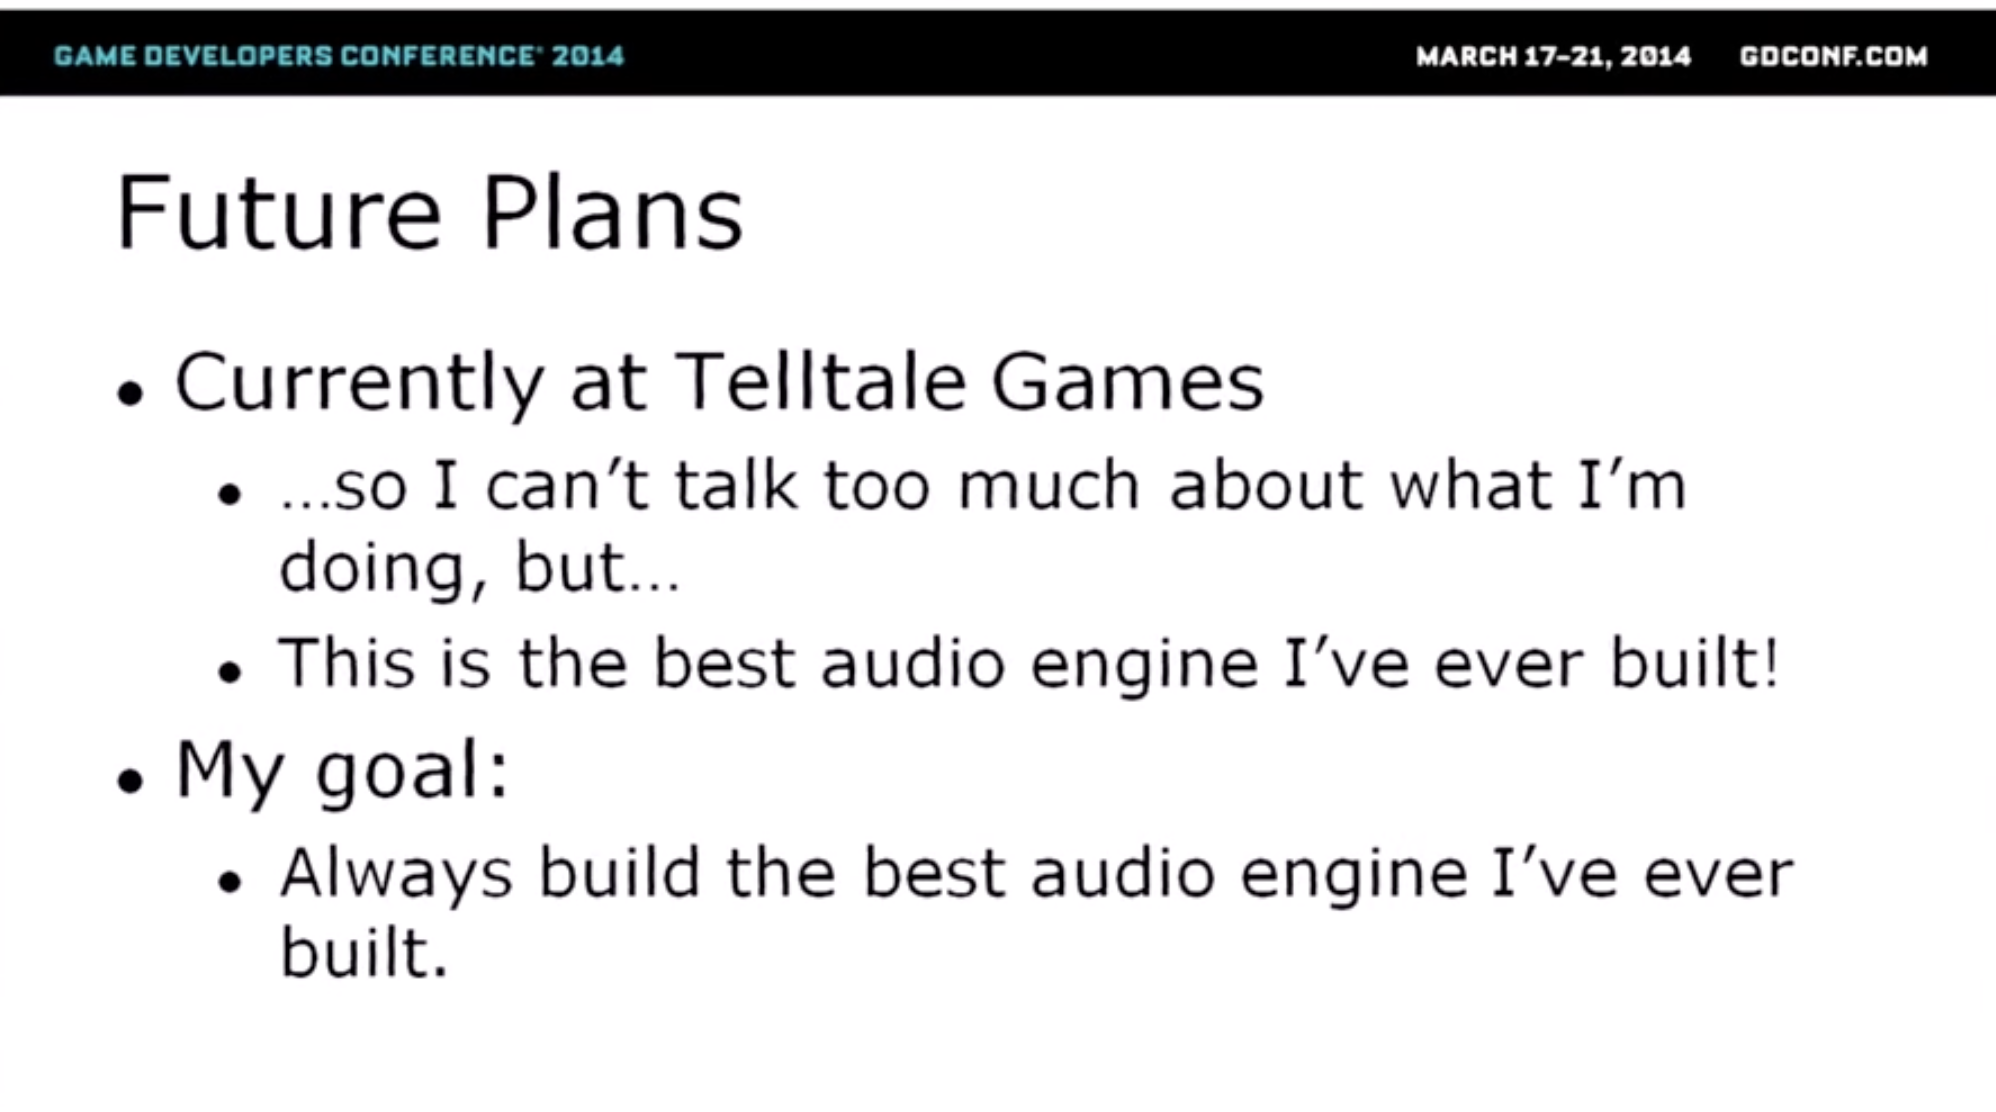 GAME DEVELOPERS CONFERENCE® 2014
MARCH 17–21, 2014 GDCONF.COM
Future Plans
• Currently at Telltale Games
• ...so I can’t talk too much about what I’m
doing, but...
• This is the best audio engine I’ve ever built!
• My goal:
• Always build the best audio engine I’ve ever
built.